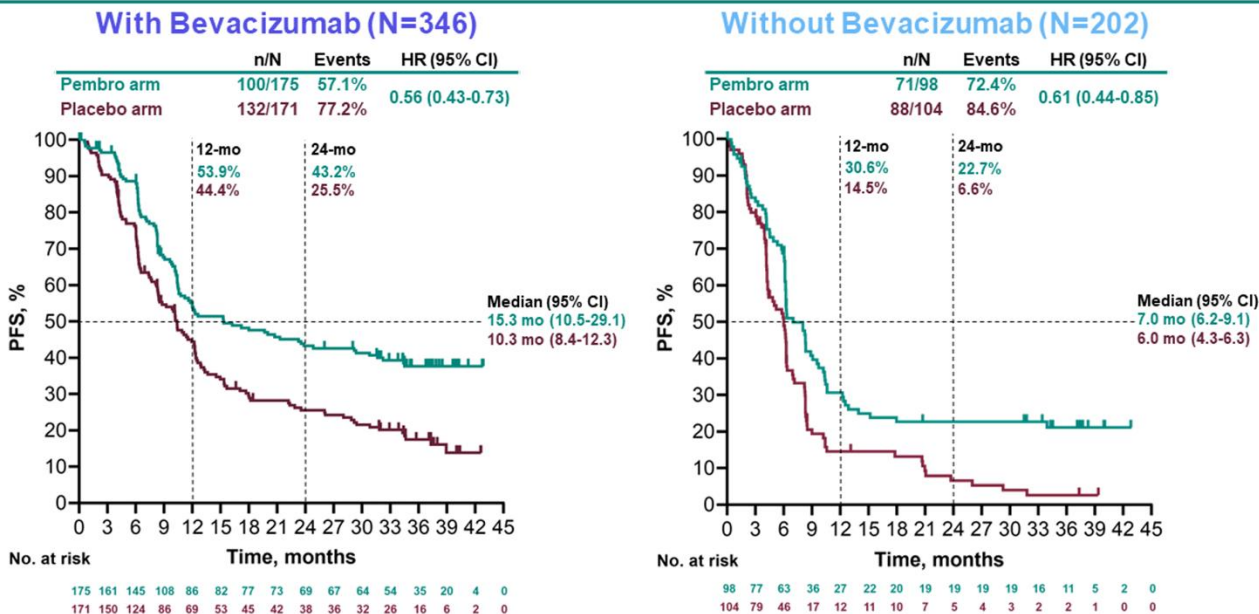 With Bevacizumab (N=346)
n/N Events HR (95% CI)
Pembro arm 100/175 57.1% 0.56 (0.43-0.73)
Placebo arm 132/171 77.2%
100
90
80
70
60
50
40
30
20
10
0
PFS, %
12-mo
53.9%
44.4%
24-mo
43.2%
25.5%
Median (95% CI)
15.3 mo (10.5-29.1)
10.3 mo (8.4-12.3)
0 3 6 9 12 15 18 21 24 27 30 33 36 39 42 45
Time, months
No. at risk
175 161 145 108 86 82 77 73 69 67 64 54 35 20 4 0
171 150 124 86 69 53 45 42 38 36 32 26 16 6 2 0
Without Bevacizumab (N=202)
n/N Events HR (95% CI)
Pembro arm 71/98 72.4% 0.61 (0.44-0.85)
Placebo arm 88/104 84.6%
100
90
80
70
60
50
40
30
20
10
0
PFS, %
12-mo
30.6%
14.5%
24-mo
22.7%
6.6%
Median (95% CI)
7.0 mo (6.2-9.1)
6.0 mo (4.3-6.3)
0 3 6 9 12 15 18 21 24 27 30 33 36 39 42 45
Time, months
No. at risk
98 77 63 36 27 22 20 19 19 19 19 16 11 5 2 0
104 79 46 17 12 11 10 7 5 4 3 2 2 1 0 0